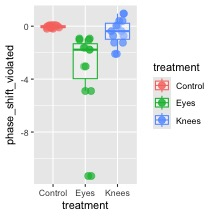 phase_shift_violated
0
-4
-8
Control
Eyes
Knees
treatment
treatment
Control
Eyes
Knees